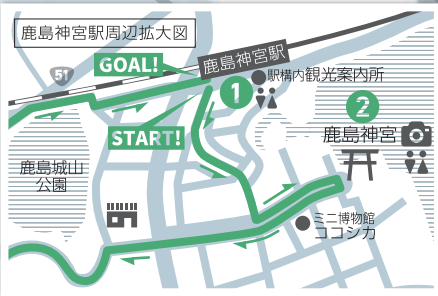 鹿島神宮駅周辺拡大図
51
GOAL!
鹿島神宮駅
1
駅構内観光案内所
START!
2
鹿島神宮
鹿島城山
公園
ミニ博物館
ココシカ